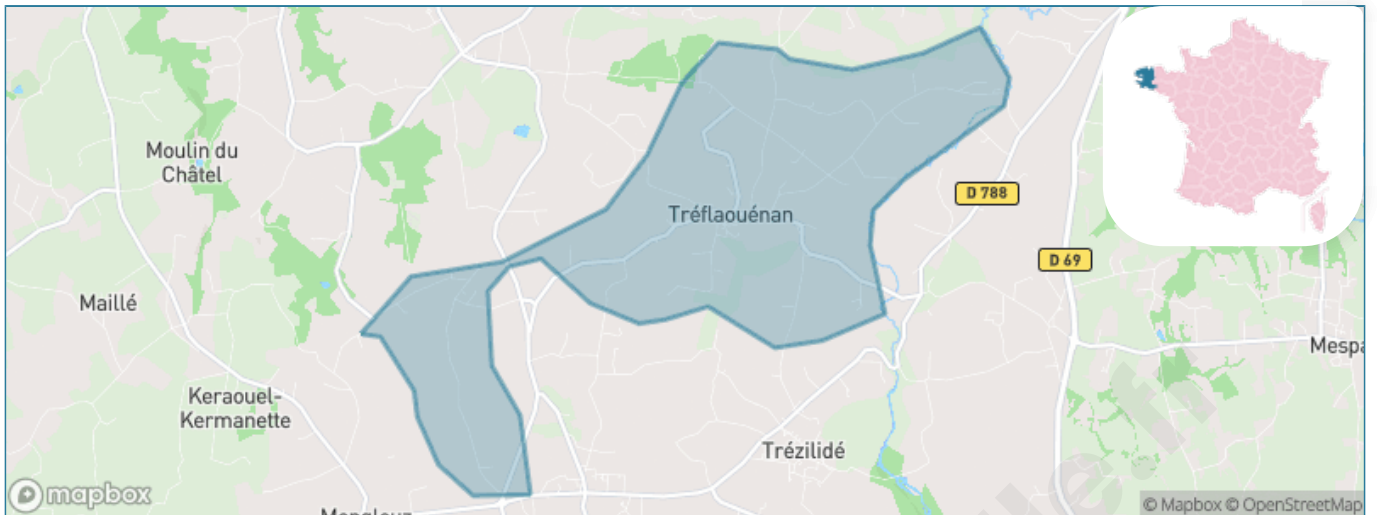 Moulin du
Châtel
D 788
Tréflaouénan
D 69
Maillé
Mespa
Keraouel-
Kermanette
Trézilidé
mapbox
© Mapbox © OpenStreetMap